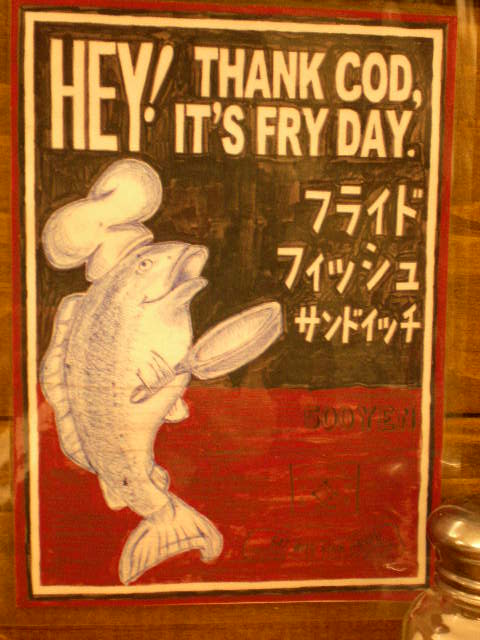 HEY! THANK COD,
IT'S FRY DAY.
フライド
フィッシュ
サンドイッチ
500YEN